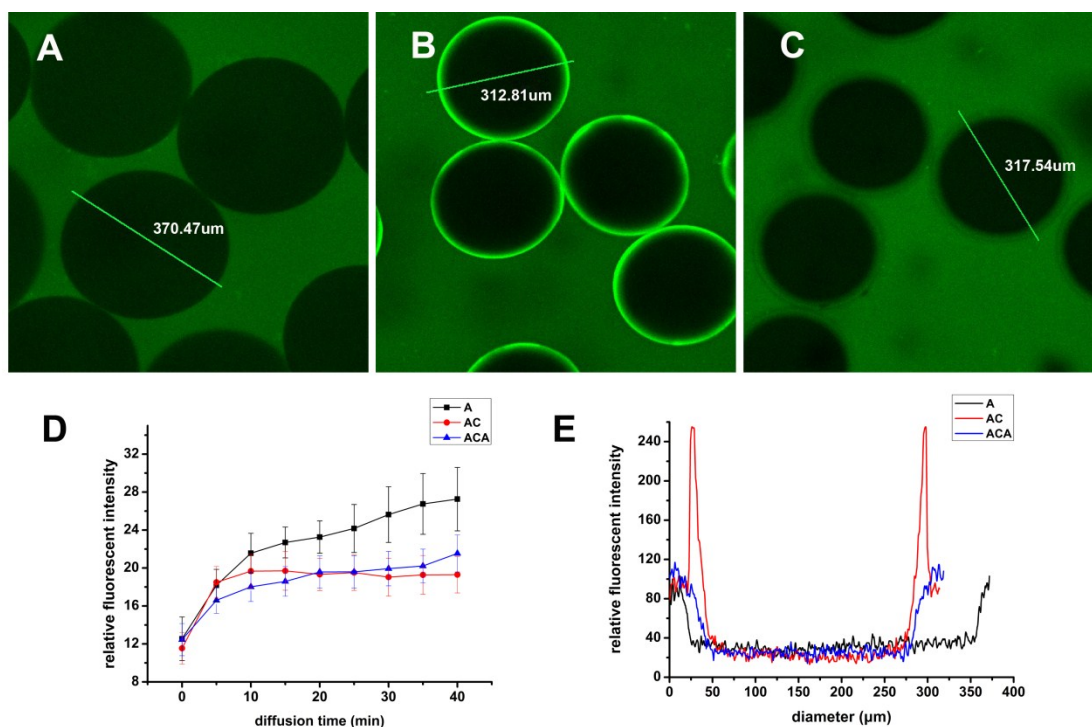 A
370.47um
B
312.81um
C
317.54um
D
A
AC
ACA
relative fluorescent intensity
32
28
24
20
16
12
8
0
10
20
30
40
diffusion time (min)
E
A
AC
ACA
relative fluorescent intensity
240
200
160
120
80
40
0
0
50
100
150
200
250
300
350
400
diameter (µm)